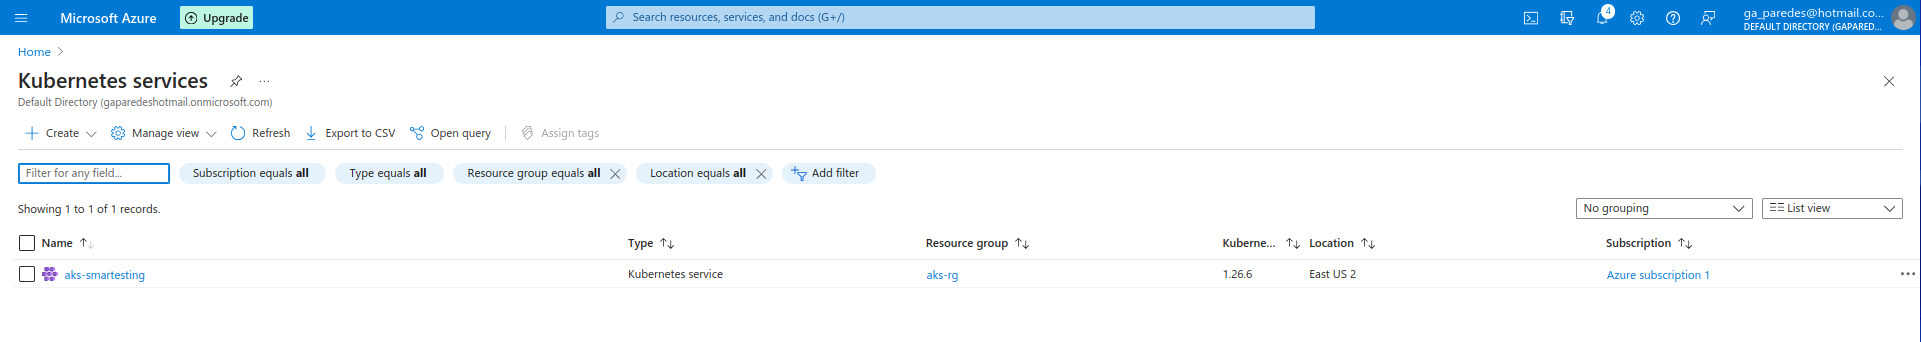 Microsoft Azure
Upgrade
Search resources, services, and docs (G+/)
4
ga_paredes@hotmail.co...
DEFAULT DIRECTORY (GAPARED...
Home
Kubernetes services
...
Default Directory (gaparedeshotmail.onmicrosoft.com)
Create
Manage view
Refresh
Export to CSV
Open query
Assign tags
Filter for any field...
Subscription equals all
Type equals all
Resource group equals all
Location equals all
Add filter
Showing 1 to 1 of 1 records.
No grouping
List view
Name
Type
Resource group
Kuberne...
Location
Subscription
aks-smartesting
Kubernetes service
aks-rg
1.26.6
East US 2
Azure subscription 1
...